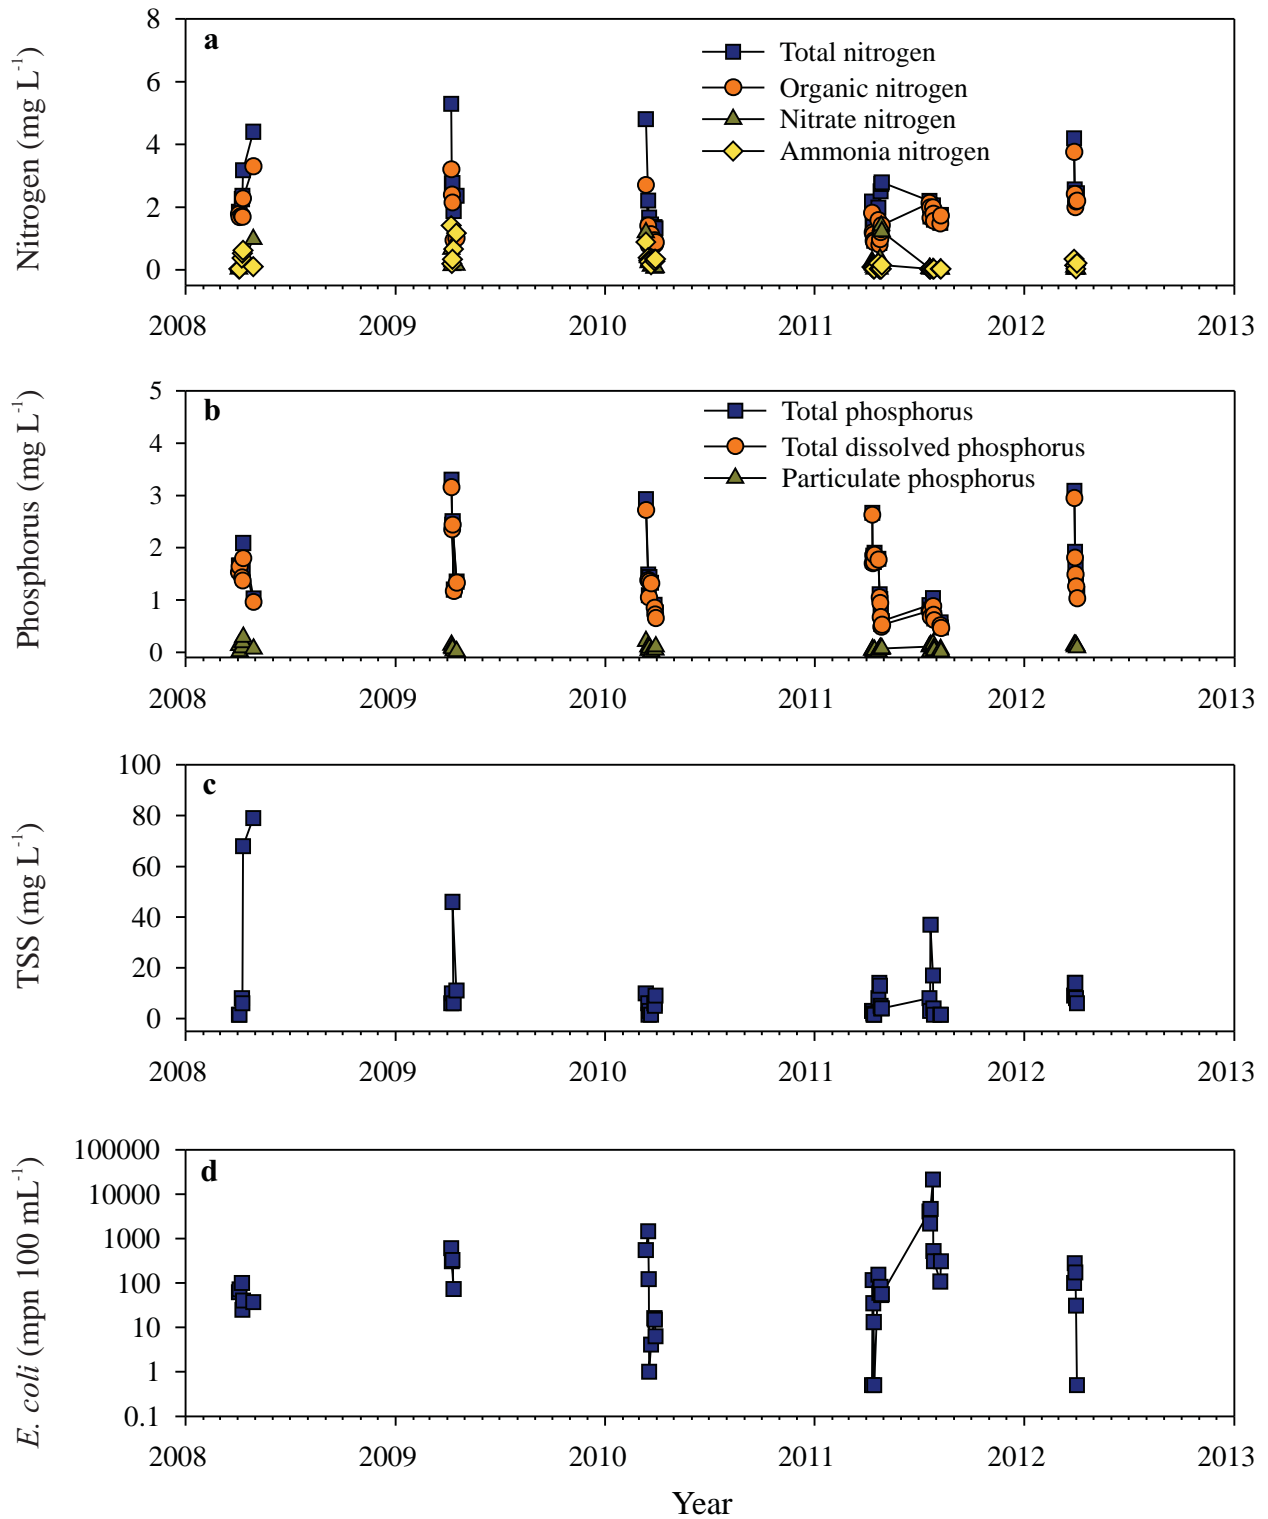 a
Nitrogen (mg L-1)
8
6
4
2
0
Total nitrogen
Organic nitrogen
Nitrate nitrogen
Ammonia nitrogen
2008 2009 2010 2011 2012 2013
b
Phosphorus (mg L-1)
5
4
3
2
1
0
Total phosphorus
Total dissolved phosphorus
Particulate phosphorus
2008 2009 2010 2011 2012 2013
c
TSS (mg L-1)
100
80
60
40
20
0
2008 2009 2010 2011 2012 2013
d
E. coli (mpn 100 mL-1)
100000
10000
1000
100
10
1
0.1
2008 2009 2010 2011 2012 2013
Year